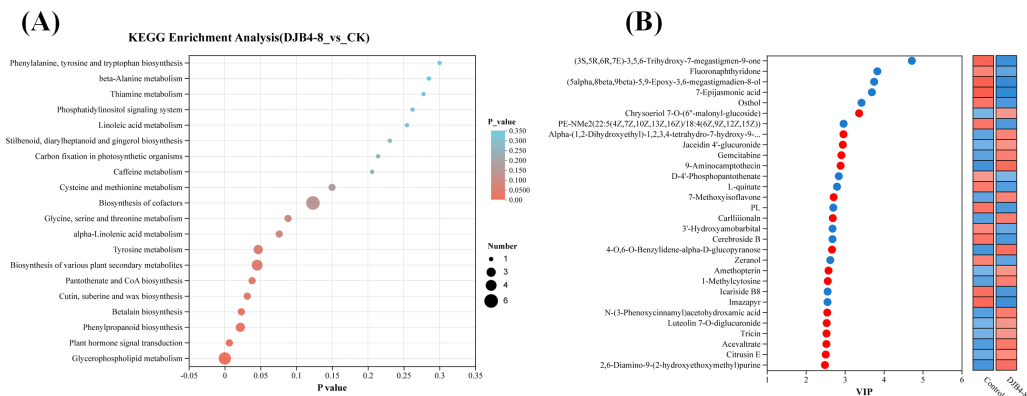 (A)
KEGG Enrichment Analysis(DJB4-8_vs_CK)
Phenylalanine, tyrosine and tryptophan biosynthesis
beta-Alanine metabolism
Thiamine metabolism
Phosphatidylinositol signaling system
Linoleic acid metabolism
Stilbenoid, diarylheptanoid and gingerol biosynthesis
Carbon fixation in photosynthetic organisms
Caffeine metabolism
Cysteine and methionine metabolism
Biosynthesis of cofactors
Glycine, serine and threonine metabolism
alpha-Linolenic acid metabolism
Tyrosine metabolism
Biosynthesis of various plant secondary metabolites
Pantothenate and CoA biosynthesis
Cutin, suberine and wax biosynthesis
Betalain biosynthesis
Phenylpropanoid biosynthesis
Plant hormone signal transduction
Glycerophospholipid metabolism
-0.05 0.00 0.05 0.10 0.15 0.20 0.25 0.30 0.35
P value
P_value
0.350
0.300
0.250
0.200
0.150
0.100
0.0500
0.00
Number
1
3
4
6
(B)
(3S,5R,6R,7E)-3,5,6-Trihydroxy-7-megastigmen-9-one
Fluoronaphthyridone
(5alpha,8beta,9beta)-5,9-Epoxy-3,6-megastigmadien-8-ol
7-Epijasmonic acid
Osthol
Chrysoeriol 7-O-(6"-malonyl-glucoside)
PE-NMe2(22:5(4Z,7Z,10Z,13Z,16Z)/18:4(6Z,9Z,12Z,15Z))
Alpha-(1,2-Dihydroxyethyl)-1,2,3,4-tetrahydro-7-hydroxy-9-...
Jaceidin 4'-glucuronide
Gemcitabine
9-Aminocamptothecin
D-4'-Phosphopantothenate
L-quinate
7-Methoxyisoflavone
PL
Carlliiionaln
3'-Hydroxyamobarbital
Cerebroside B
4-O,6-O-Benzylidene-alpha-D-glucopyranose
Zeranol
Amethopterin
1-Methylcytosine
Icariside B8
Imazapyr
N-(3-Phenoxycinnamyl)acetohydroxamic acid
Luteolin 7-O-diglucuronide
Tricin
Acevaltrate
Citrusin E
2,6-Diamino-9-(2-hydroxyethoxymethyl)purine
1 2 3 4 5 6
VIP
Control